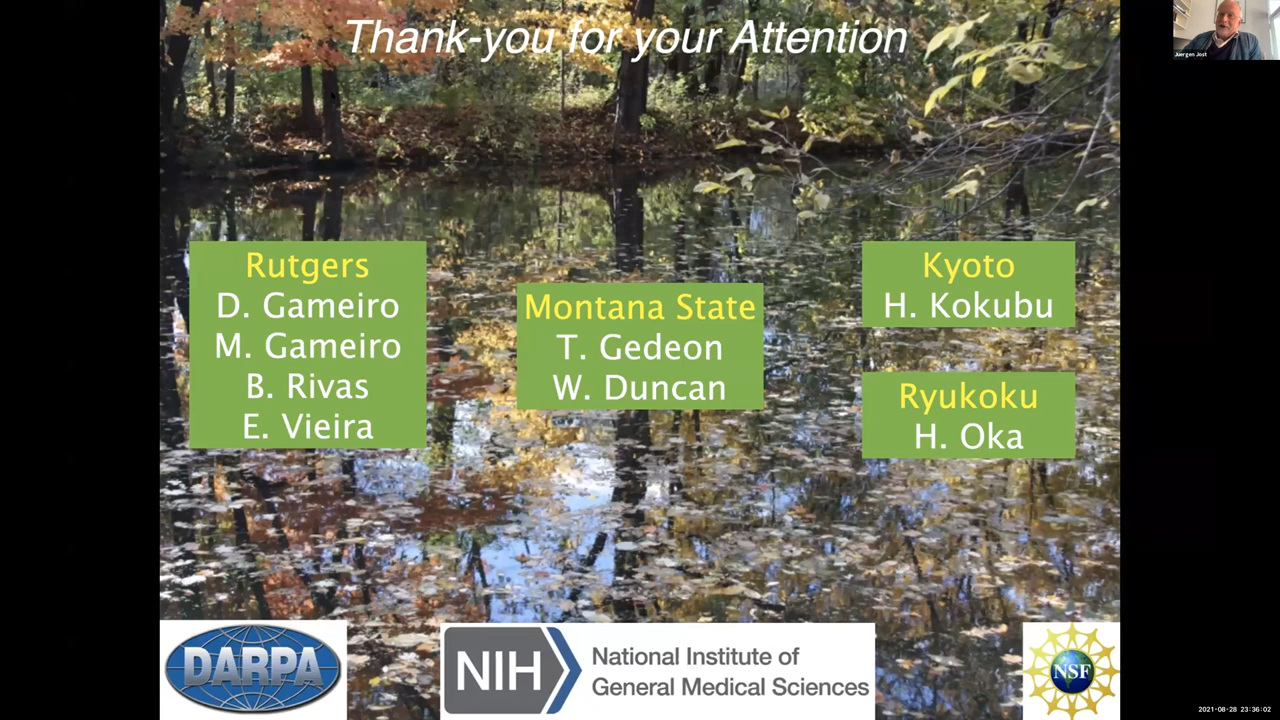 Thank-you for your Attention
Juergen Jost
Rutgers
D. Gameiro
M. Gameiro
B. Rivas
E. Vieira
Montana State
T. Gedeon
W. Duncan
Kyoto
H. Kokubu
Ryukoku
H. Oka
DARPA
NIH
National Institute of
General Medical Sciences
NSF
2021-08-28 23:36:02